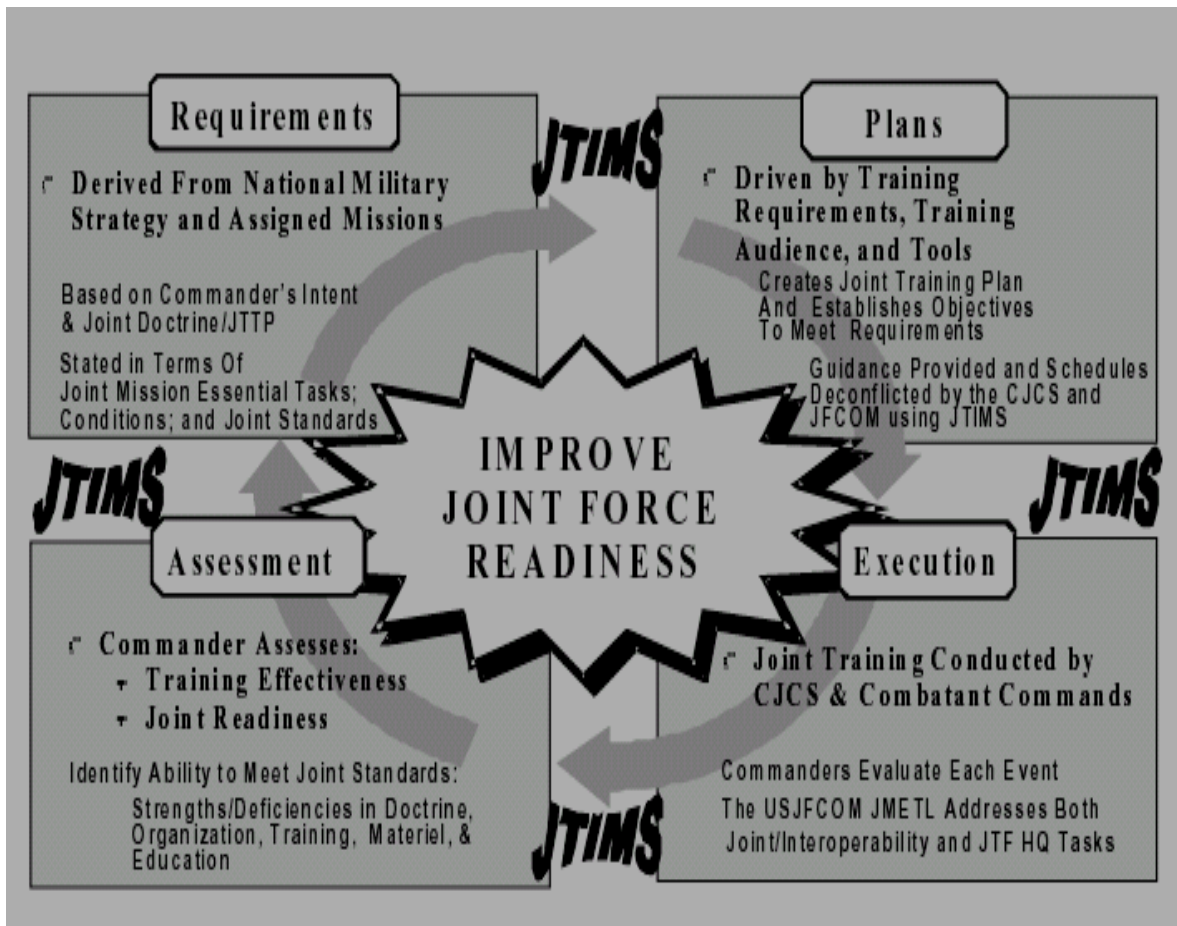 Requirements
Derived From National Military
Strategy and Assigned Missions
Based on Commander's Intent
& Joint Doctrine/JTTP
Stated in Terms Of
Joint Mission Essential Tasks;
Conditions; and Joint Standards
JTIMS
Plans
Driven by Training
Requirements, Training
Audience, and Tools
Creates Joint Training Plan
And Establishes Objectives
To Meet Requirements
Guidance Provided and Schedules
Deconflicted by the CJCS and
JFCOM using JTIMS
IMPROVE
JOINT FORCE
READINESS
JTIMS
JTIMS
Assessment
Commander Assesses:
Training Effectiveness
Joint Readiness
Identify Ability to Meet Joint Standards:
Strengths/Deficiencies in Doctrine,
Organization, Training, Materiel, &
Education
JTIMS
Execution
Joint Training Conducted by
CJCS & Combatant Commands
Commanders Evaluate Each Event
The USJFCOM JMETL Addresses Both
Joint/Interoperability and JTF HQ Tasks